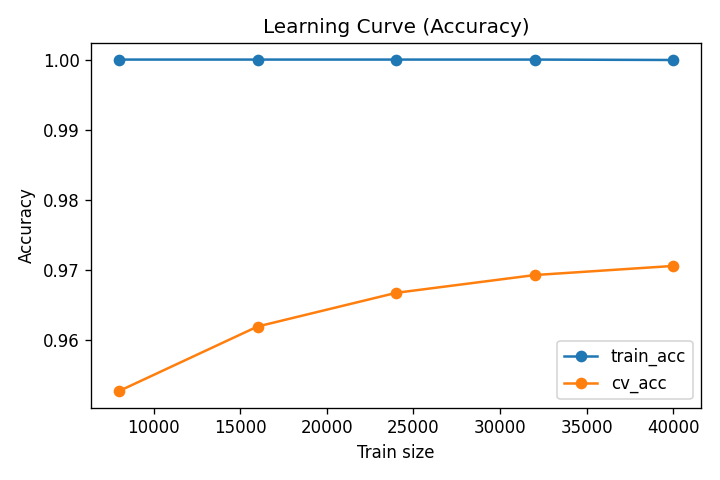 Learning Curve (Accuracy)
1.00
0.99
0.98
0.97
0.96
Accuracy
train_acc
cv_acc
10000 15000 20000 25000 30000 35000 40000
Train size